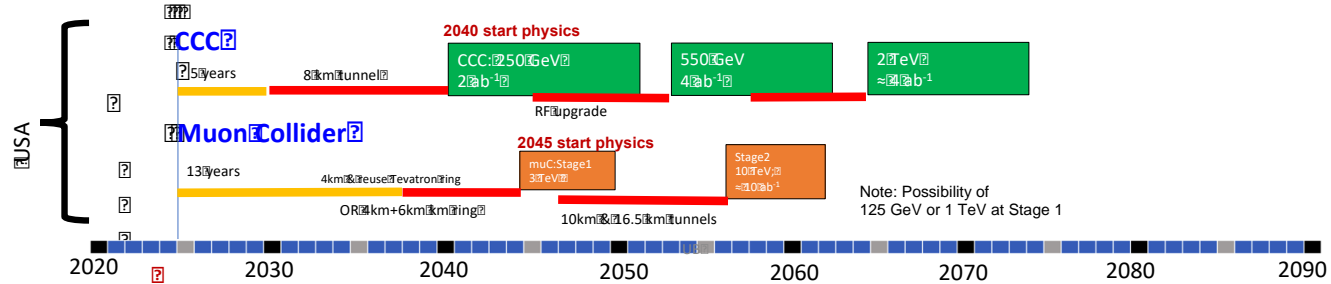 2040 start physics
CCC
CCC: 250 GeV
2 ab⁻¹
550 GeV
4 ab⁻¹
2 TeV
≈ 4 ab⁻¹
5 years
8 km tunnel
RF upgrade
USA
Muon Collider
2045 start physics
muC:Stage1
3 TeV
Stage2
10 TeV;
≈ 10 ab⁻¹
13 years
4km & reuse Tevatron ring
OR 4km+6km km ring
10km & 16.5 km tunnels
Note: Possibility of
125 GeV or 1 TeV at Stage 1
2020 2030 2040 2050 2060 2070 2080 2090